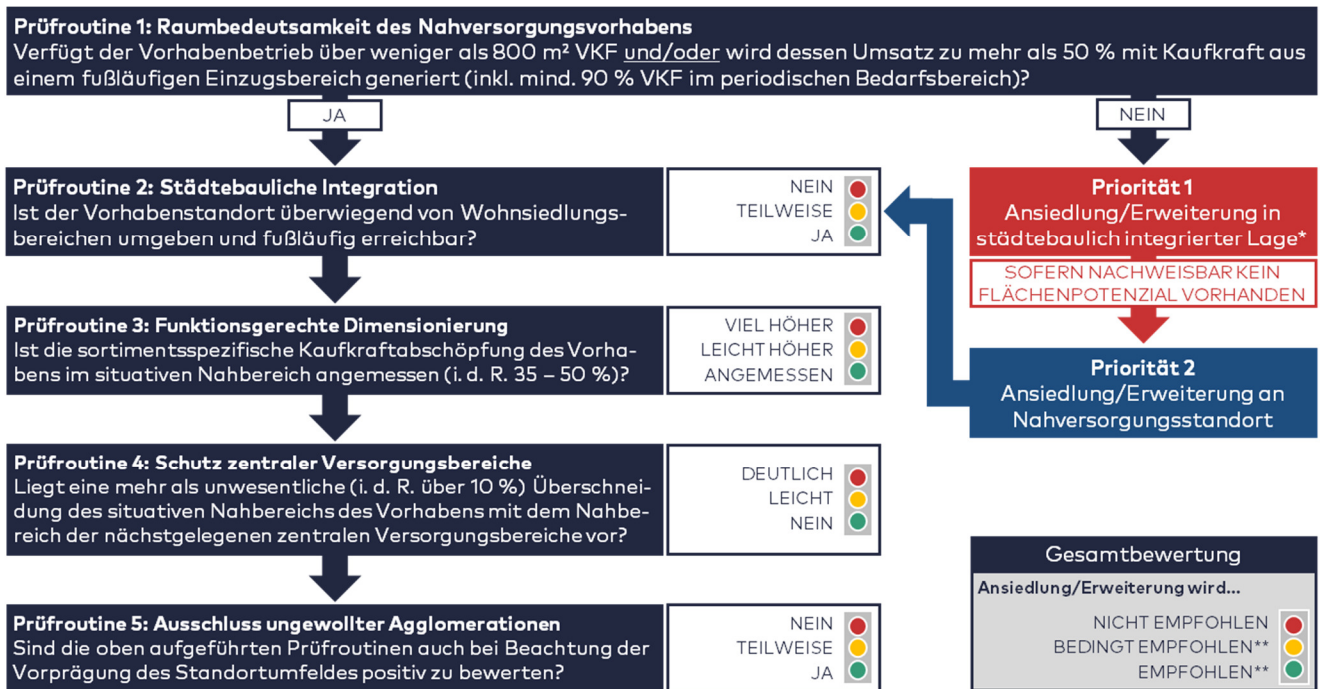 Prüfroutine 1: Raumbedeutsamkeit des Nahversorgungsvorhabens
Verfügt der Vorhabenbetrieb über weniger als 800 m² VKF und/oder wird dessen Umsatz zu mehr als 50 % mit Kaufkraft aus
einem fußläufigen Einzugsbereich generiert (inkl. mind. 90 % VKF im periodischen Bedarfsbereich)?
JA
NEIN
Prüfroutine 2: Städtebauliche Integration
Ist der Vorhabenstandort überwiegend von Wohnsiedlungs-
bereichen umgeben und fußläufig erreichbar?
NEIN
TEILWEISE
JA
Priorität 1
Ansiedlung/Erweiterung in
städtebaulich integrierter Lage*
SOFERN NACHWEISBAR KEIN
FLÄCHENPOTENZIAL VORHANDEN
Prüfroutine 3: Funktionsgerechte Dimensionierung
Ist die sortimentsspezifische Kaufkraftabschöpfung des Vorha-
bens im situativen Nahbereich angemessen (i. d. R. 35 – 50 %)?
VIEL HÖHER
LEICHT HÖHER
ANGEMESSEN
Priorität 2
Ansiedlung/Erweiterung an
Nahversorgungsstandort
Prüfroutine 4: Schutz zentraler Versorgungsbereiche
Liegt eine mehr als unwesentliche (i. d. R. über 10 %) Überschnei-
dung des situativen Nahbereichs des Vorhabens mit dem Nahbe-
reich der nächstgelegenen zentralen Versorgungsbereiche vor?
DEUTLICH
LEICHT
NEIN
Prüfroutine 5: Ausschluss ungewollter Agglomerationen
Sind die oben aufgeführten Prüfroutinen auch bei Beachtung der
Vorprägung des Standortumfeldes positiv zu bewerten?
NEIN
TEILWEISE
JA
Gesamtbewertung
Ansiedlung/Erweiterung wird...
NICHT EMPFOHLEN
BEDINGT EMPFOHLEN**
EMPFOHLEN**